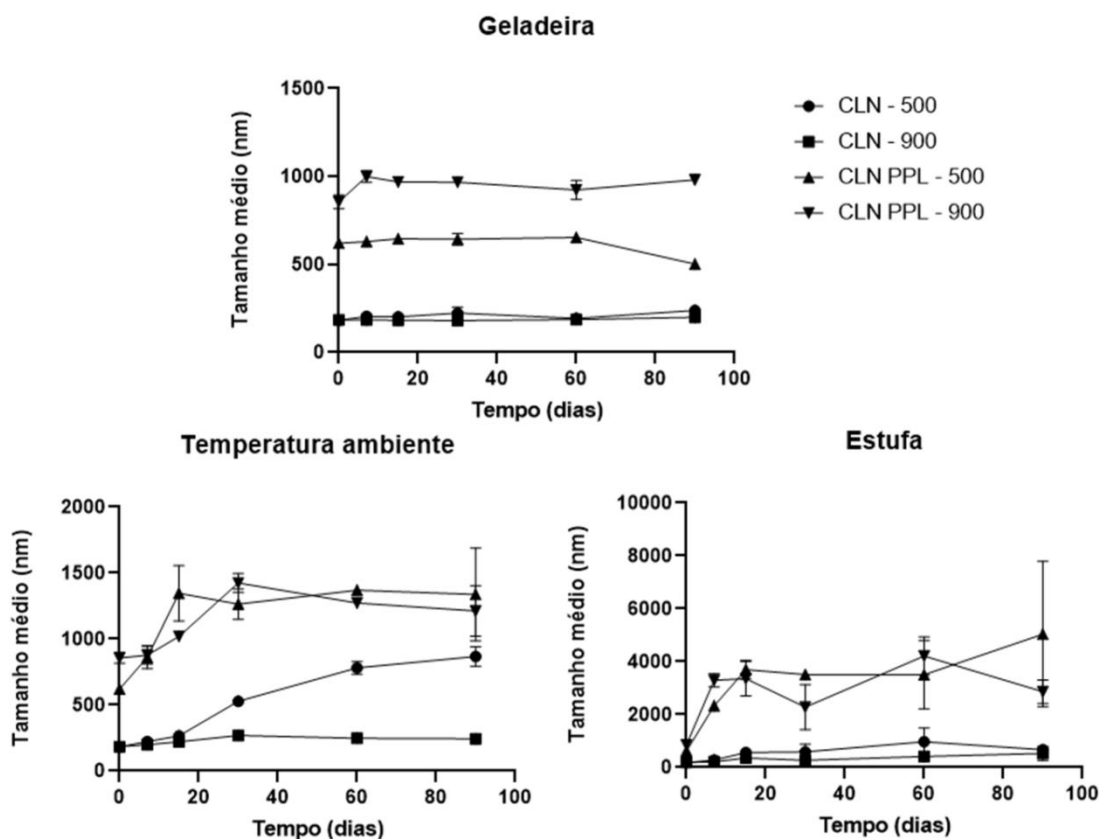 Geladeira
Tamanho médio (nm)
1500
1000
500
0
0 20 40 60 80 100
Tempo (dias)
CLN - 500
CLN - 900
CLN PPL - 500
CLN PPL - 900
Temperatura ambiente
Tamanho médio (nm)
2000
1500
1000
500
0
0 20 40 60 80 100
Tempo (dias)
Estufa
Tamanho médio (nm)
10000
8000
6000
4000
2000
0
0 20 40 60 80 100
Tempo (dias)